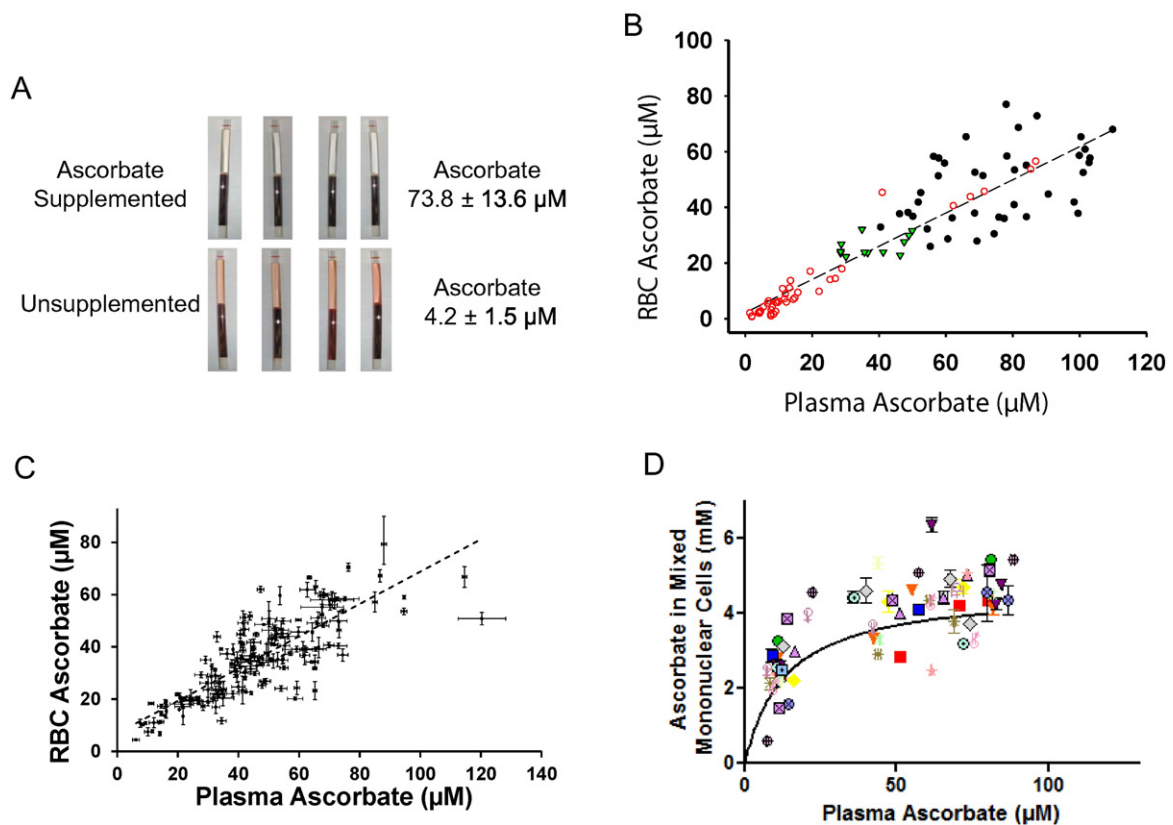 A
Ascorbate
Supplemented
Ascorbate
73.8 ± 13.6 µM
Unsupplemented
Ascorbate
4.2 ± 1.5 µM
B
RBC Ascorbate (µM)
100
80
60
40
20
0
0 20 40 60 80 100 120
Plasma Ascorbate (µM)
C
RBC Ascorbate (µM)
80
60
40
20
0
0 20 40 60 80 100 120 140
Plasma Ascorbate (µM)
D
Ascorbate in Mixed
Mononuclear Cells (mM)
6
4
2
0
0 50 100
Plasma Ascorbate (µM)